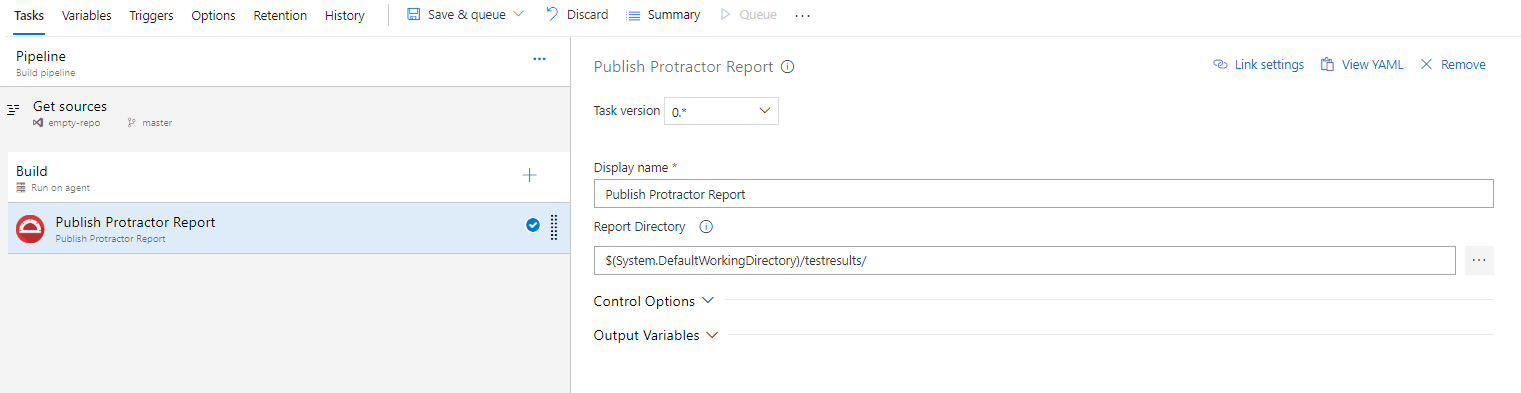 Tasks Variables Triggers Options Retention History Save & queue Discard Summary Queue ...
Pipeline
Build pipeline
Get sources
empty-repo master
Build
Run on agent
Publish Protractor Report
Publish Protractor Report
Publish Protractor Report Link settings View YAML Remove
Task version 0.*
Display name *
Publish Protractor Report
Report Directory
$(System.DefaultWorkingDirectory)/testresults/
Control Options
Output Variables